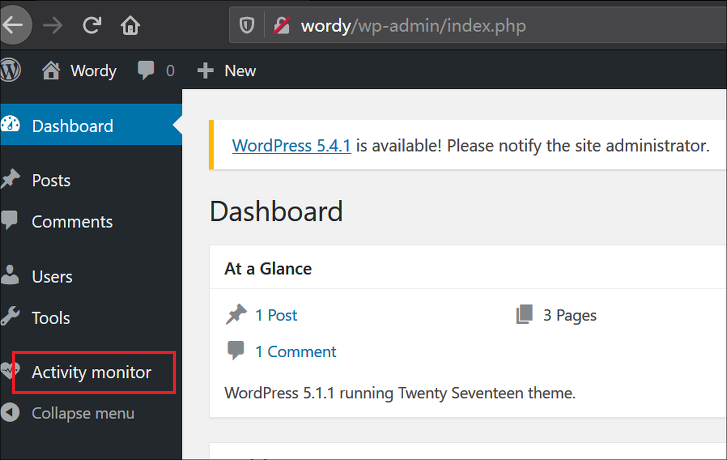 wordy/wp-admin/index.php
Wordy 0 New
Dashboard
WordPress 5.4.1 is available! Please notify the site administrator.
Posts
Comments
Users
Tools
Activity monitor
Collapse menu
Dashboard
At a Glance
1 Post 3 Pages
1 Comment
WordPress 5.1.1 running Twenty Seventeen theme.